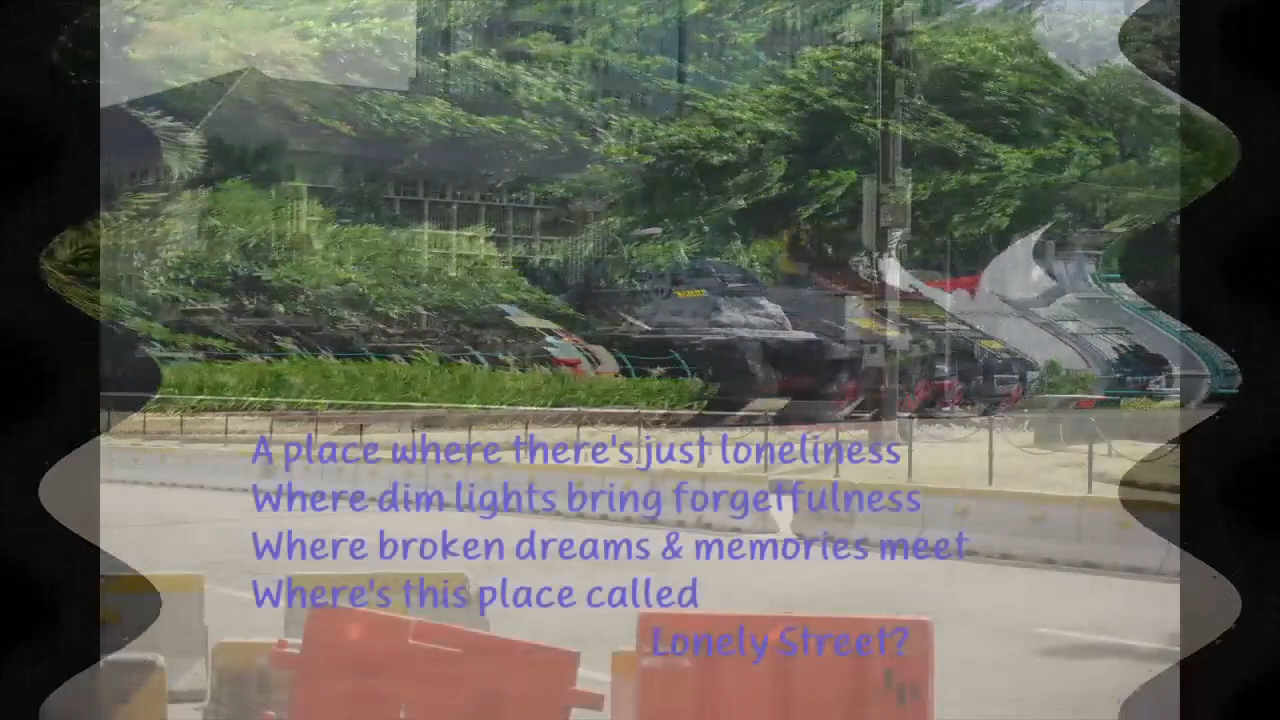 A place where there's just loneliness
Where dim lights bring forgetfulness
Where broken dreams & memories meet
Where's this place called
Lonely Street?